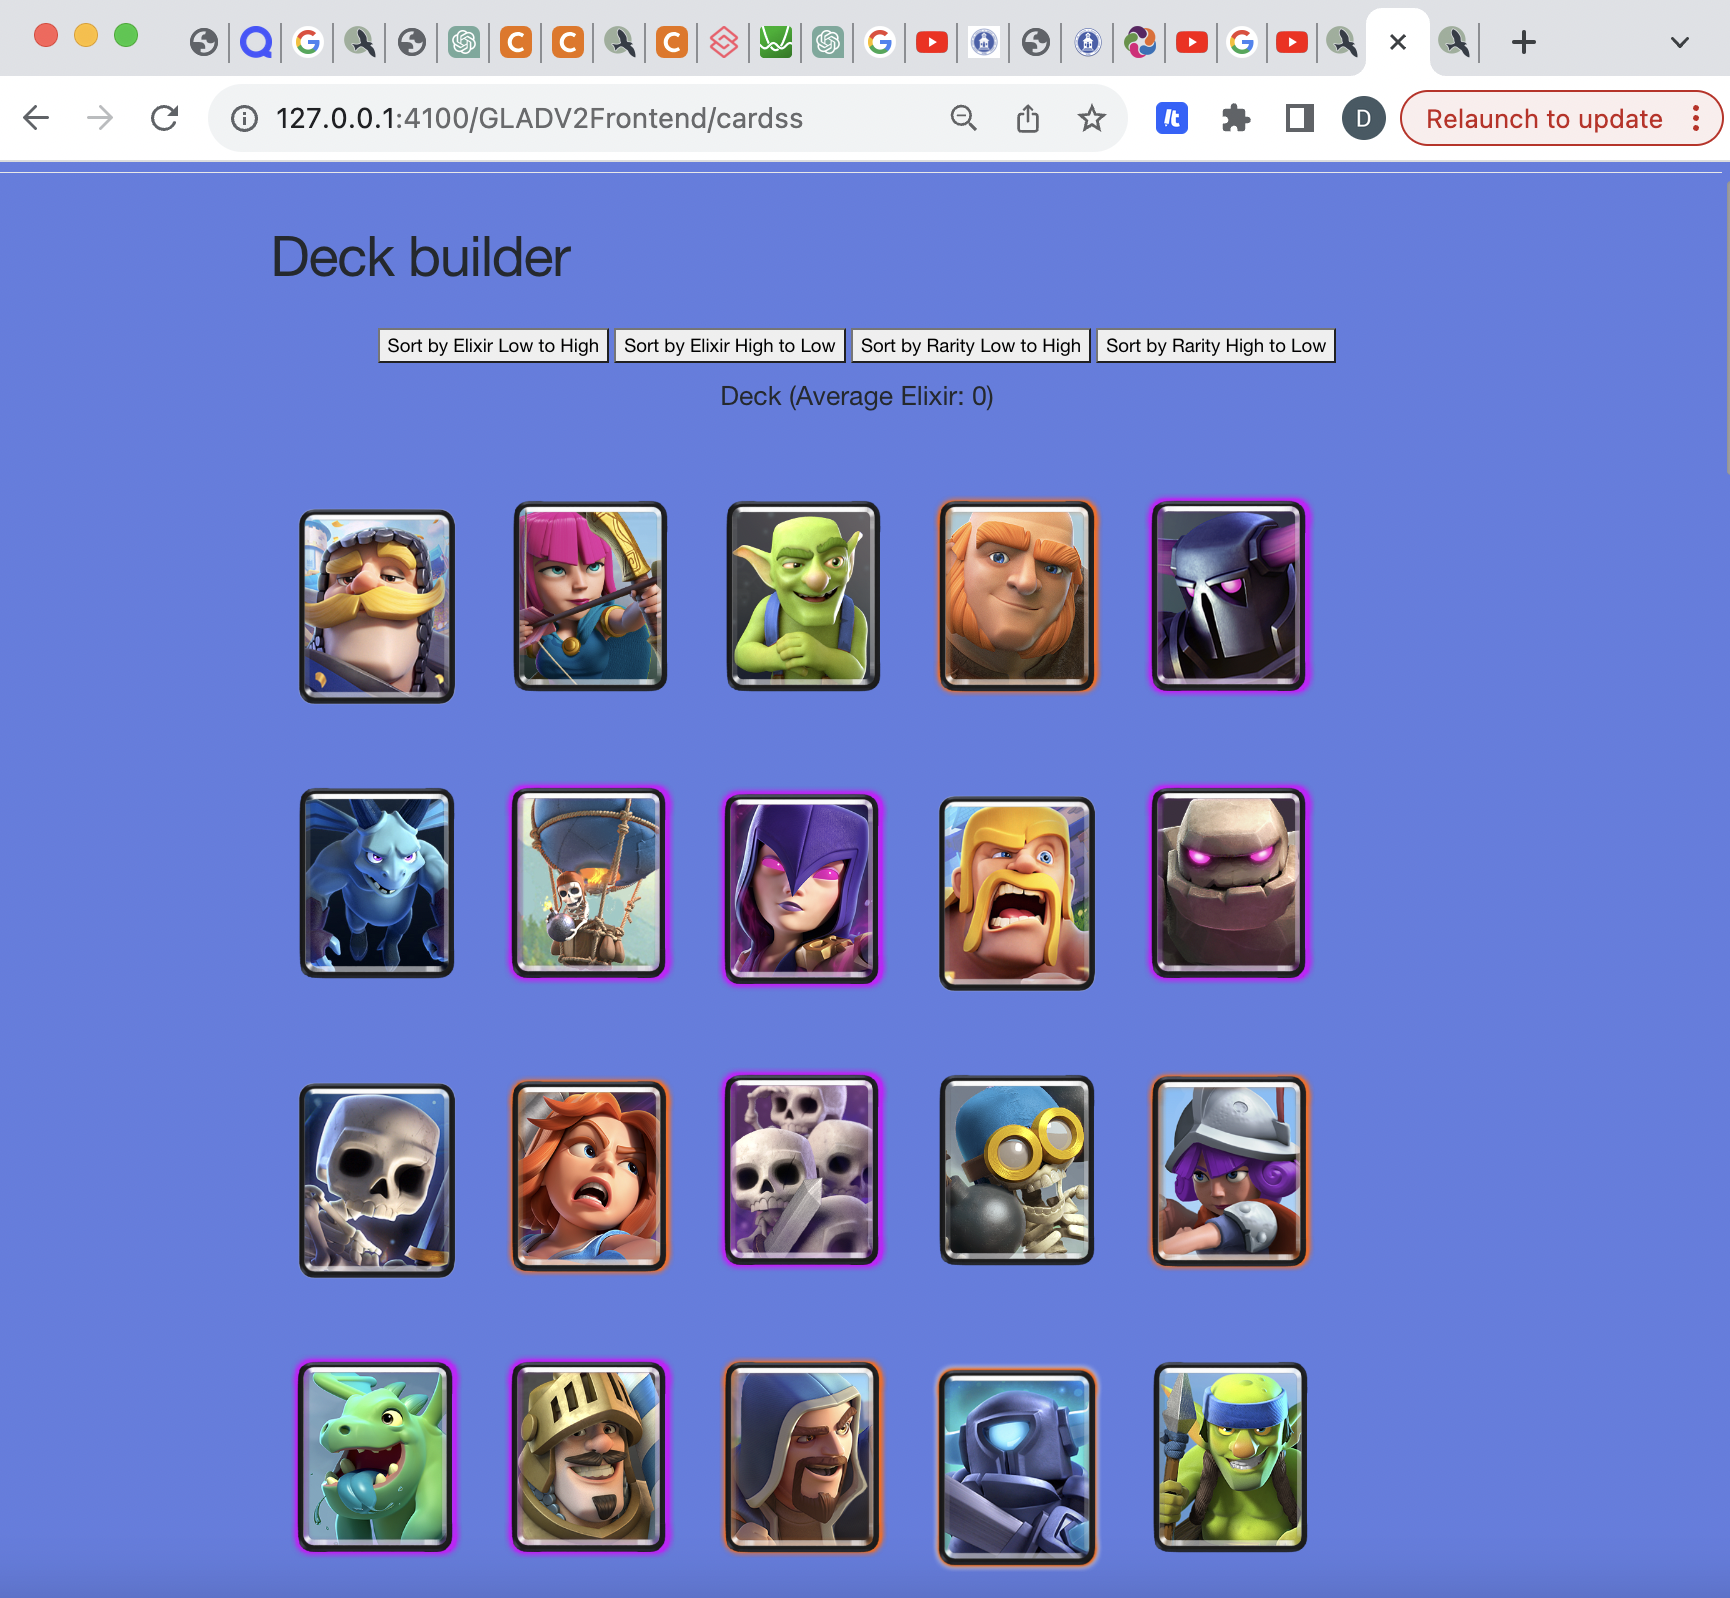 127.0.0.1:4100/GLADV2Frontend/cardss
D
Relaunch to update
Deck builder
Sort by Elixir Low to High
Sort by Elixir High to Low
Sort by Rarity Low to High
Sort by Rarity High to Low
Deck (Average Elixir: 0)